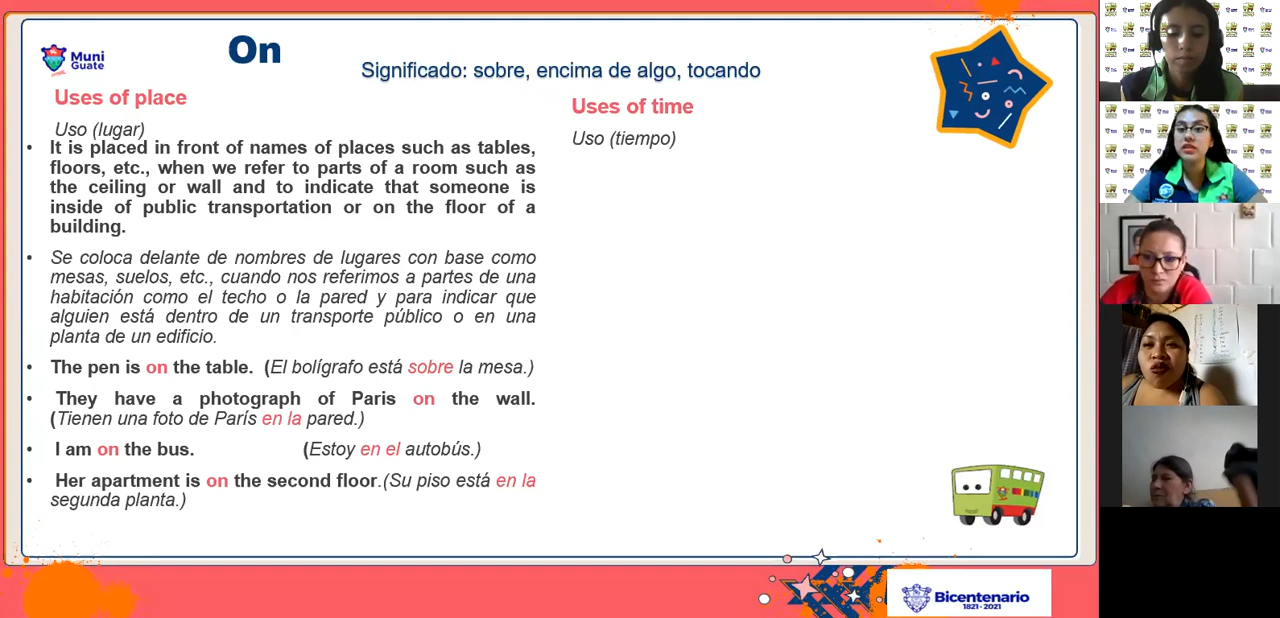 On
Muni
Guate
Significado: sobre, encima de algo, tocando
Uses of place
Uso (lugar)
• It is placed in front of names of places such as tables,
floors, etc., when we refer to parts of a room such as
the ceiling or wall and to indicate that someone is
inside of public transportation or on the floor of a
building.
• Se coloca delante de nombres de lugares con base como
mesas, suelos, etc., cuando nos referimos a partes de una
habitación como el techo o la pared y para indicar que
alguien está dentro de un transporte público o en una
planta de un edificio.
• The pen is on the table. (El bolígrafo está sobre la mesa.)
• They have a photograph of Paris on the wall.
(Tienen una foto de París en la pared.)
• I am on the bus. (Estoy en el autobús.)
• Her apartment is on the second floor.(Su piso está en la
segunda planta.)
Uses of time
Uso (tiempo)
Bicentenario
1821 - 2021